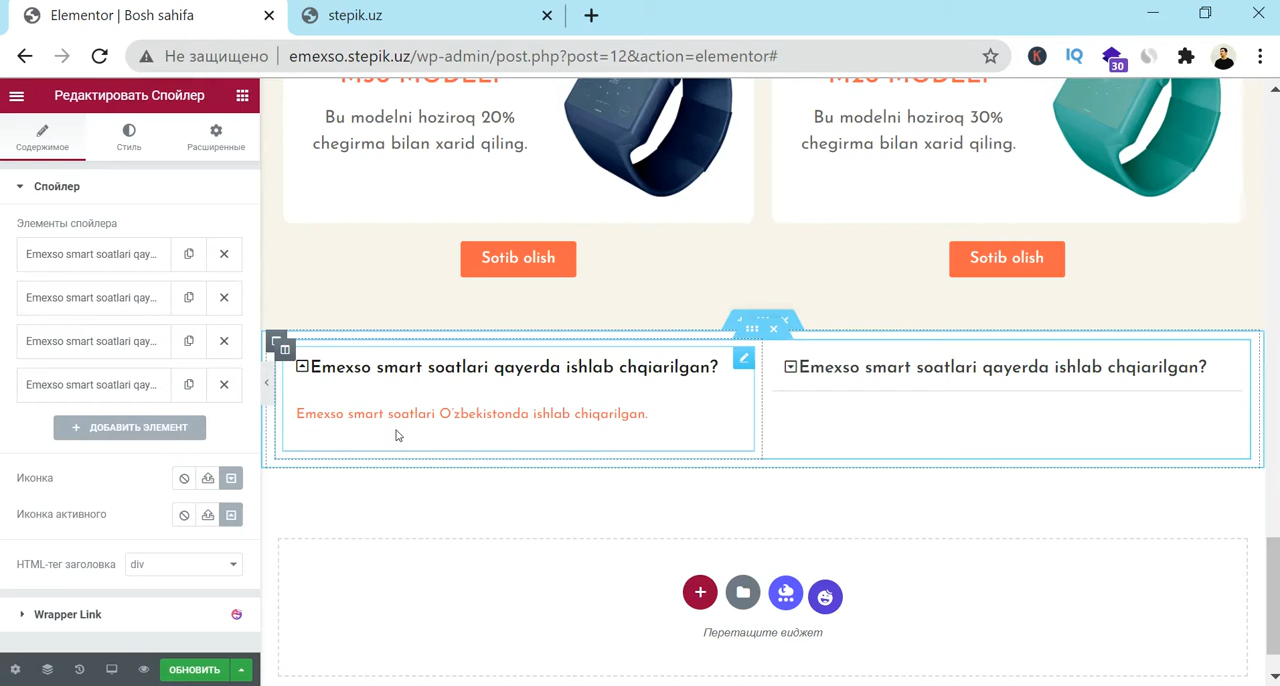 Elementor | Bosh sahifa
stepik.uz
Не защищено
emexso.stepik.uz/wp-admin/post.php?post=12&action=elementor#
30
Редактировать Спойлер
Содержимое
Стиль
Расширенные
Спойлер
Элементы спойлера
Emexso smart soatlari qay...
Emexso smart soatlari qay...
Emexso smart soatlari qay...
Emexso smart soatlari qay...
ДОБАВИТЬ ЭЛЕМЕНТ
Иконка
Иконка активного
HTML-тег заголовка
div
Wrapper Link
ОБНОВИТЬ
Bu modelni hoziroq 20%
chegirma bilan xarid qiling.
Sotib olish
Bu modelni hoziroq 30%
chegirma bilan xarid qiling.
Sotib olish
Emexso smart soatlari qayerda ishlab chqiarilgan?
Emexso smart soatlari O'zbekistonda ishlab chiqarilgan.
Emexso smart soatlari qayerda ishlab chqiarilgan?
Перетащите виджет